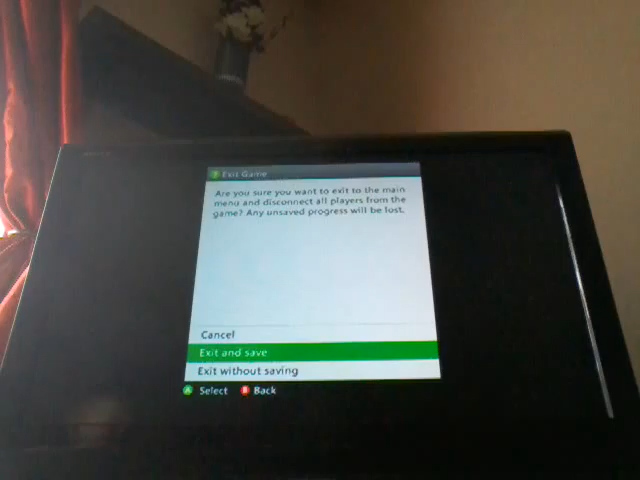 Exit Game
Are you sure you want to exit to the main
menu and disconnect all players from the
game? Any unsaved progress will be lost.
Cancel
Exit and save
Exit without saving
A Select B Back